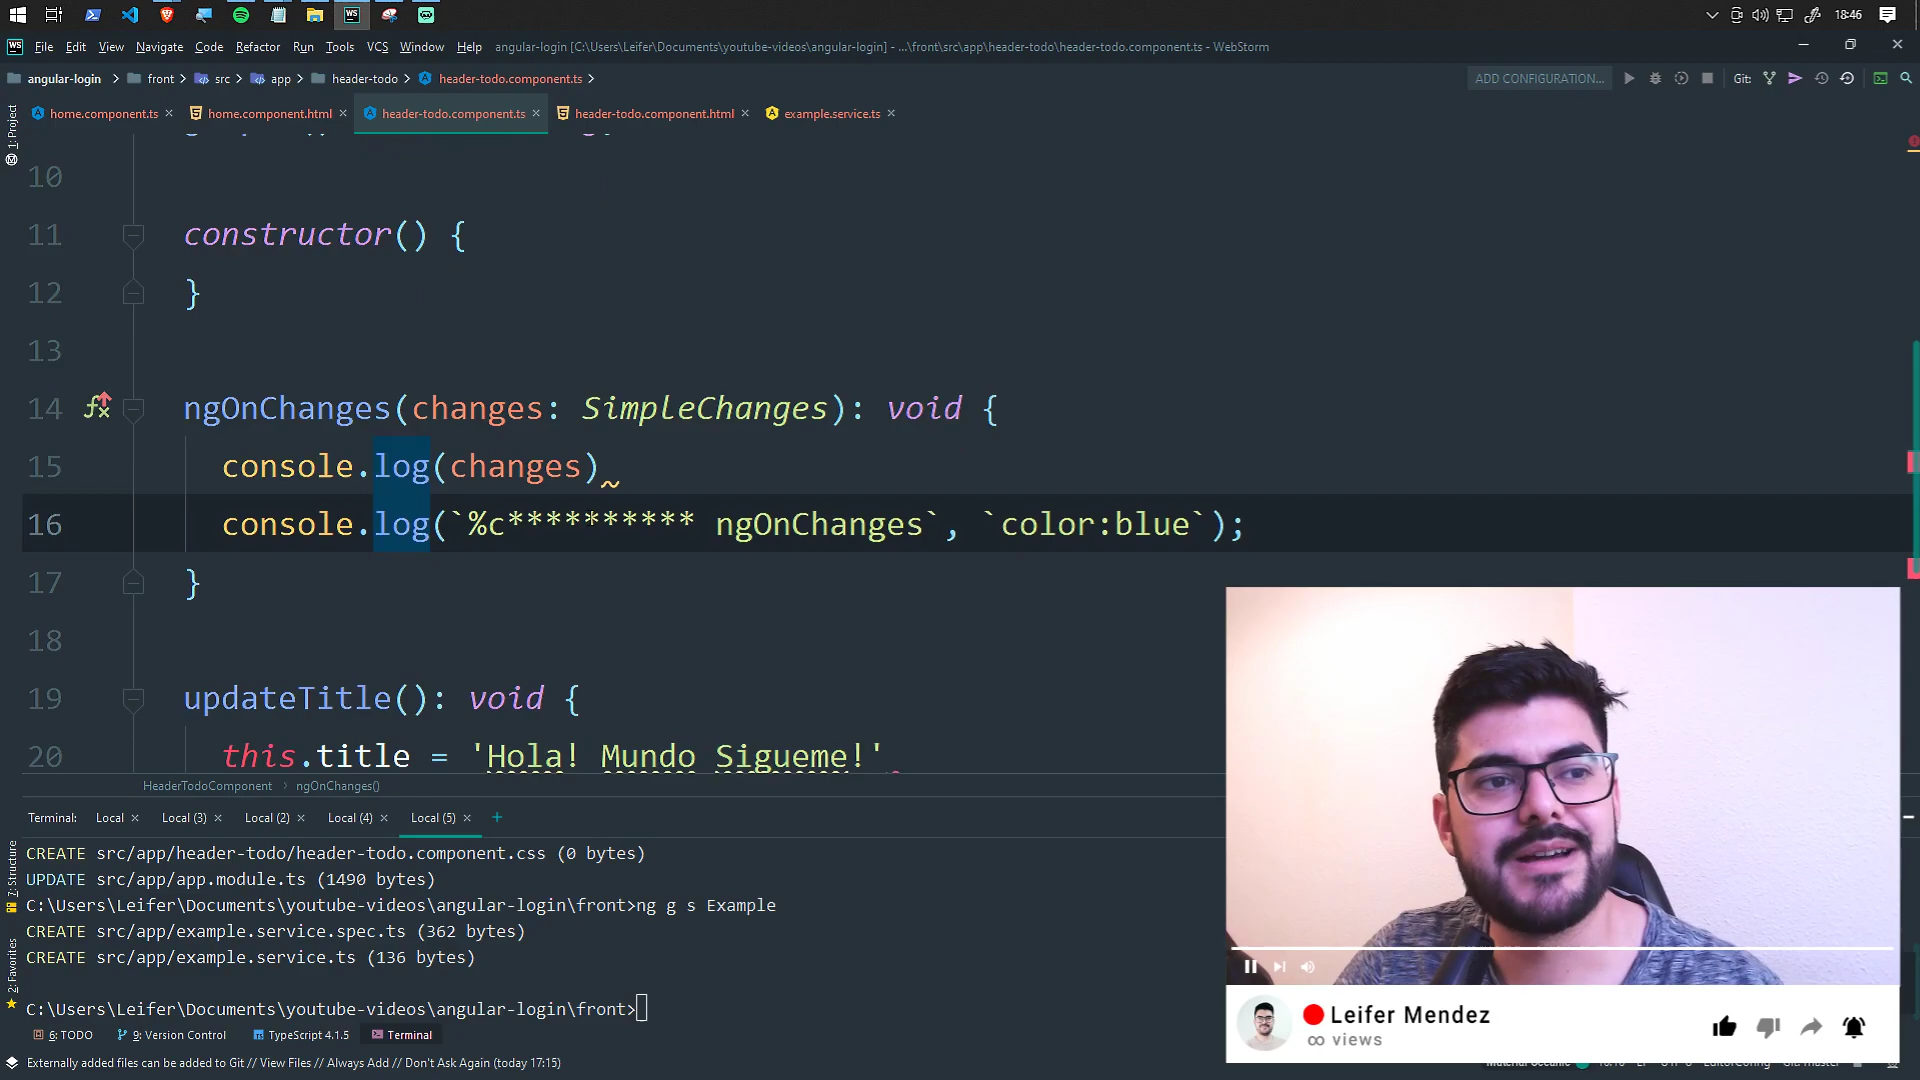 18:46
WS File Edit View Navigate Code Refactor Run Tools VCS Window Help angular-login [C:\Users\Leifer\Documents\youtube-videos\angular-login] - ...\front\src\app\header-todo\header-todo.component.ts - WebStorm
angular-login > front > src > app > header-todo > header-todo.component.ts > ADD CONFIGURATION... Git:
home.component.ts × home.component.html × header-todo.component.ts × header-todo.component.html × example.service.ts ×
1: Project
10
11 constructor() {
12 }
13
14 ngOnChanges(changes: SimpleChanges): void {
15 console.log(changes)
16 console.log(`%c********** ngOnChanges`, `color:blue`);
17 }
18
19 updateTitle(): void {
20 this.title = 'Hola! Mundo Sigueme!'
HeaderTodoComponent > ngOnChanges()
Terminal: Local × Local (3) × Local (2) × Local (4) × Local (5) × +
7: Structure
2: Favorites
CREATE src/app/header-todo/header-todo.component.css (0 bytes)
UPDATE src/app/app.module.ts (1490 bytes)
C:\Users\Leifer\Documents\youtube-videos\angular-login\front>ng g s Example
CREATE src/app/example.service.spec.ts (362 bytes)
CREATE src/app/example.service.ts (136 bytes)
C:\Users\Leifer\Documents\youtube-videos\angular-login\front>
6: TODO 9: Version Control TypeScript 4.1.5 Terminal
Externally added files can be added to Git // View Files // Always Add // Don't Ask Again (today 17:15)
Leifer Mendez
∞ views